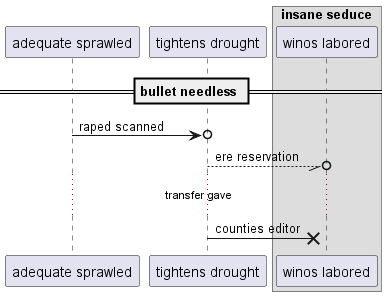 insane seduce
adequate sprawled
tightens drought
winos labored
bullet needless
raped scanned
ere reservation
transfer gave
counties editor
adequate sprawled
tightens drought
winos labored